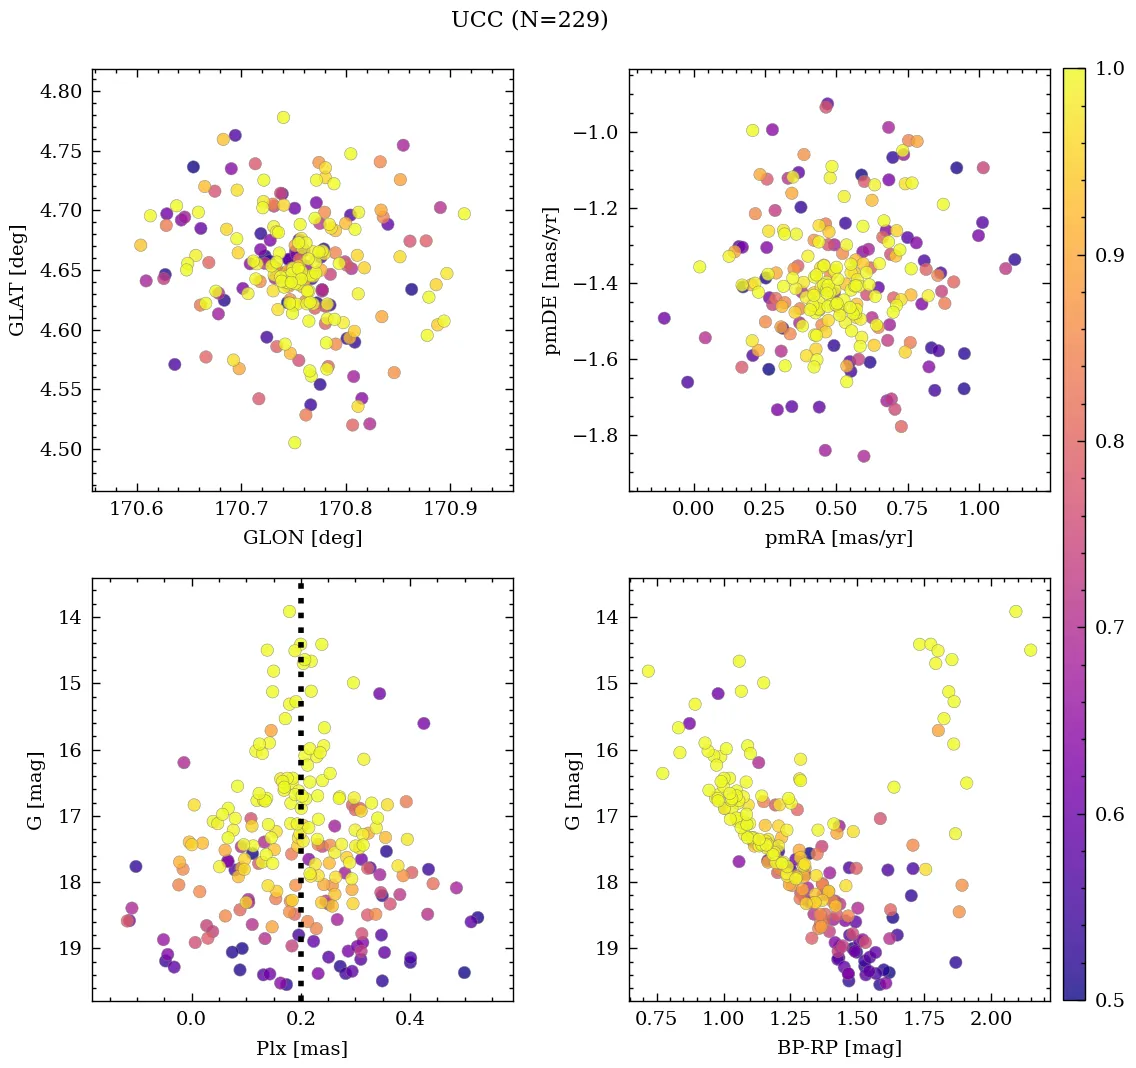 UCC (N=229)
4.80
4.75
4.70
4.65
4.60
4.55
4.50
GLAT [deg]
170.6 170.7 170.8 170.9
GLON [deg]
−1.0
−1.2
−1.4
−1.6
−1.8
pmDE [mas/yr]
0.00 0.25 0.50 0.75 1.00
pmRA [mas/yr]
14
15
16
17
18
19
G [mag]
0.0 0.2 0.4
Plx [mas]
14
15
16
17
18
19
G [mag]
0.75 1.00 1.25 1.50 1.75 2.00
BP-RP [mag]
1.0
0.9
0.8
0.7
0.6
0.5